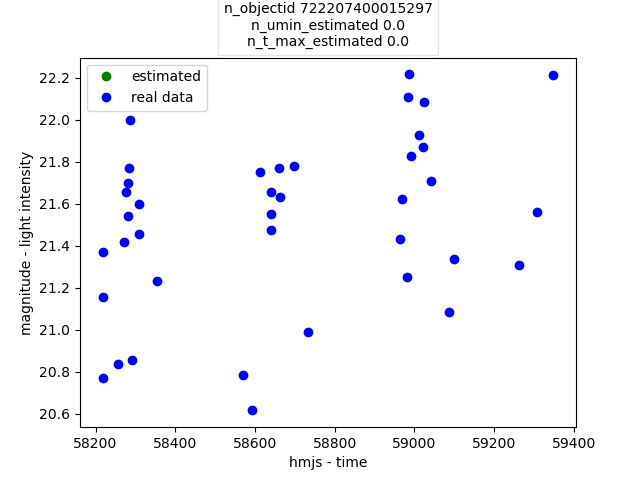 n_objectid 722207400015297
n_umin_estimated 0.0
n_t_max_estimated 0.0
estimated
real data
magnitude - light intensity
22.2
22.0
21.8
21.6
21.4
21.2
21.0
20.8
20.6
58200 58400 58600 58800 59000 59200 59400
hmjs - time